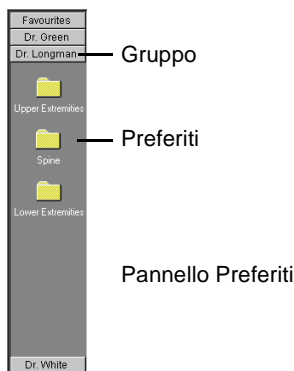 Favourites
Dr. Green
Dr. Longman
Gruppo
Upper Extremities
Preferiti
Spine
Lower Extremities
Pannello Preferiti
Dr. White